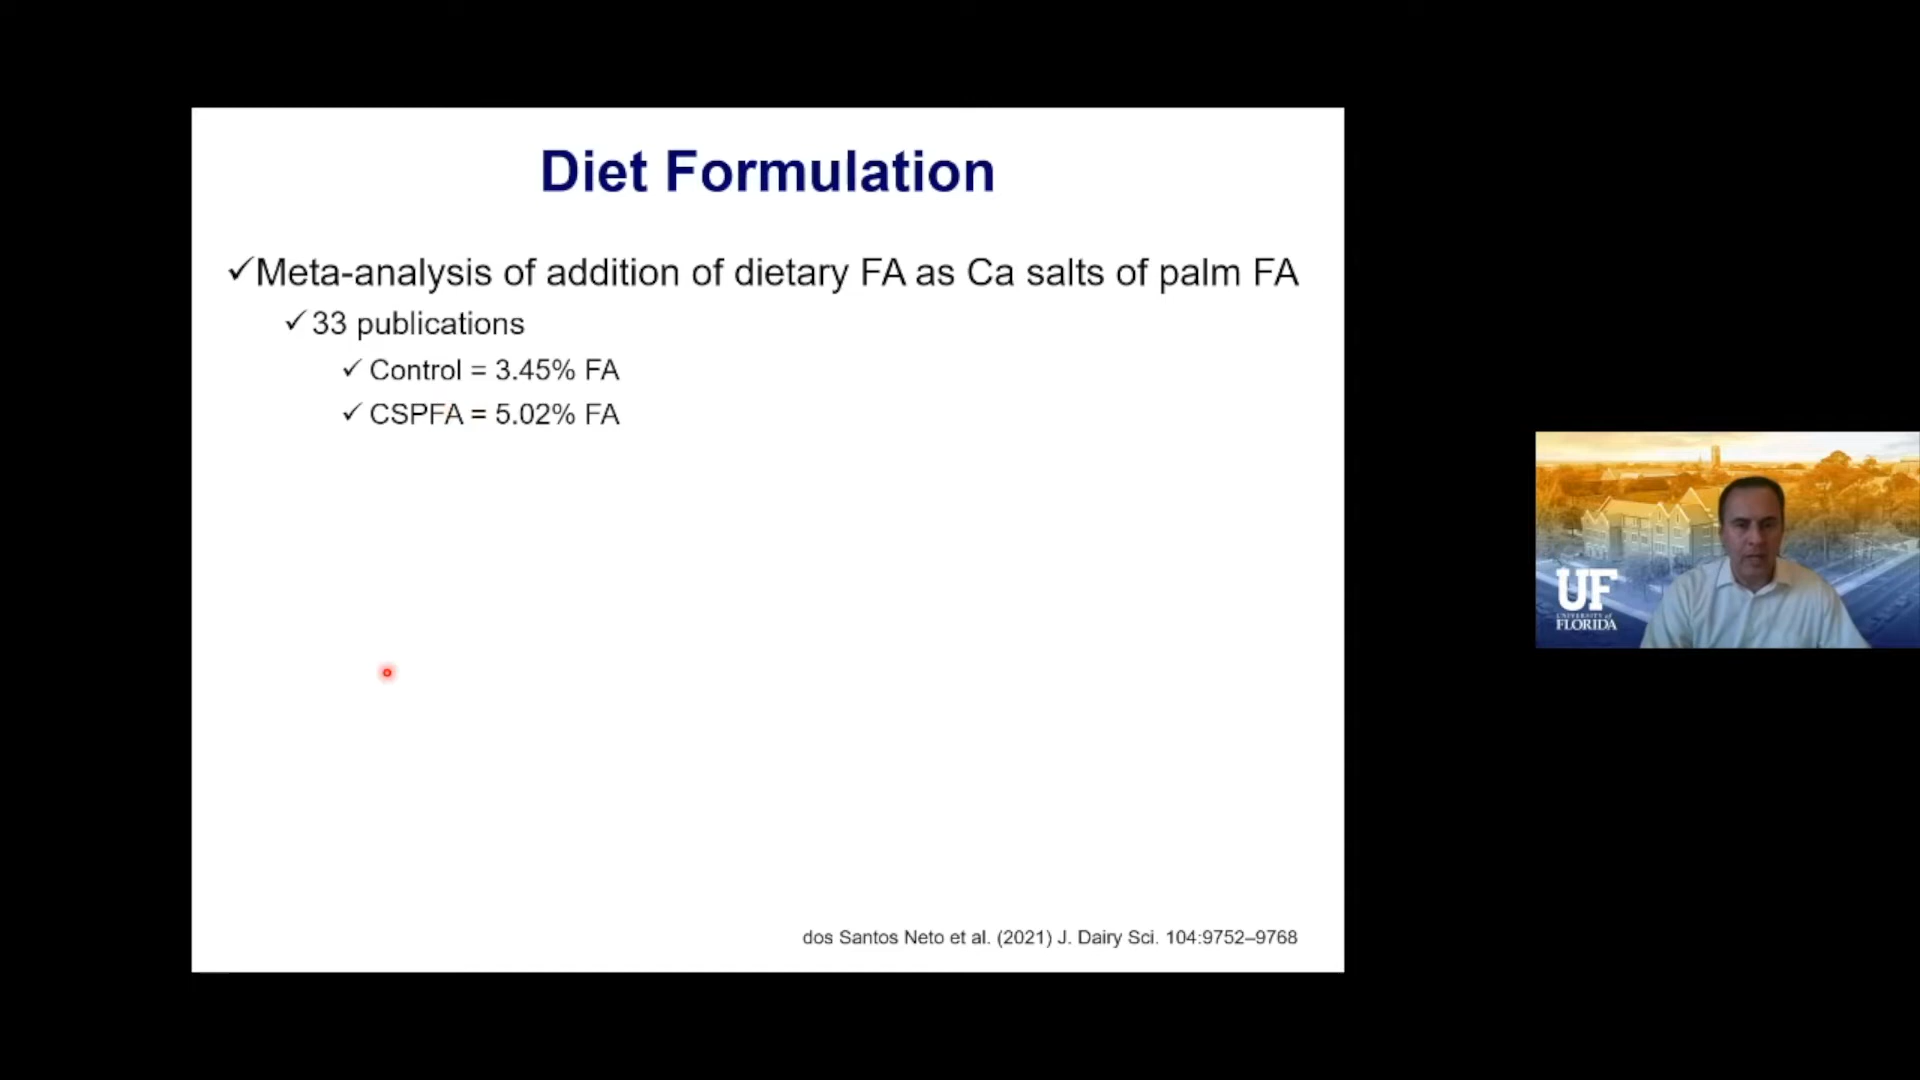 Diet Formulation
✓Meta-analysis of addition of dietary FA as Ca salts of palm FA
✓33 publications
✓ Control = 3.45% FA
✓ CSPFA = 5.02% FA
dos Santos Neto et al. (2021) J. Dairy Sci. 104:9752–9768
UF
UNIVERSITY of
FLORIDA